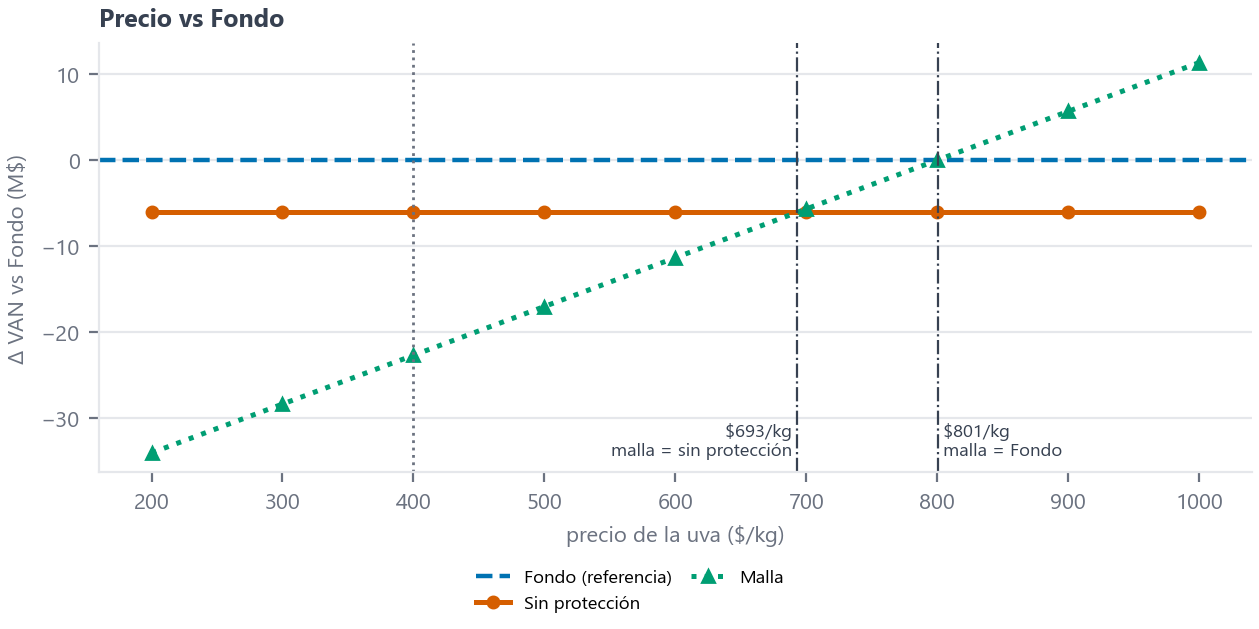 Precio vs Fondo
Δ VAN vs Fondo (M$)
10
0
−10
−20
−30
$693/kg
malla = sin protección
$801/kg
malla = Fondo
200 300 400 500 600 700 800 900 1000
precio de la uva ($/kg)
Fondo (referencia)
Sin protección
Malla